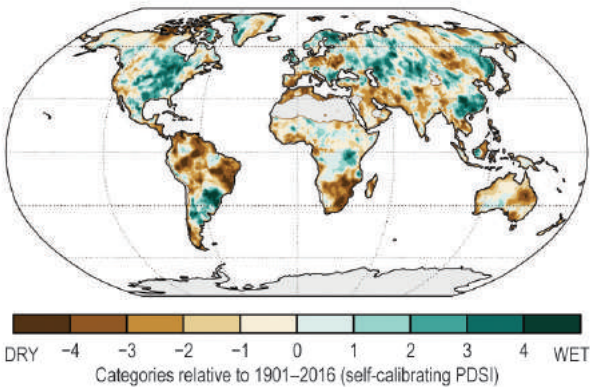 DRY −4 −3 −2 −1 0 1 2 3 4 WET
Categories relative to 1901–2016 (self-calibrating PDSI)